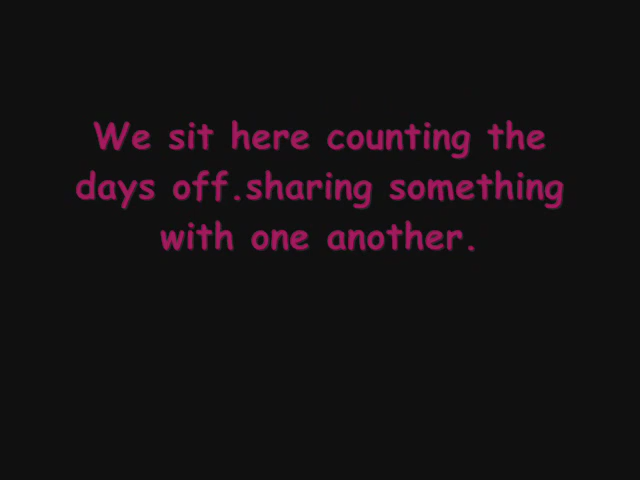 We sit here counting the
days off.sharing something
with one another.